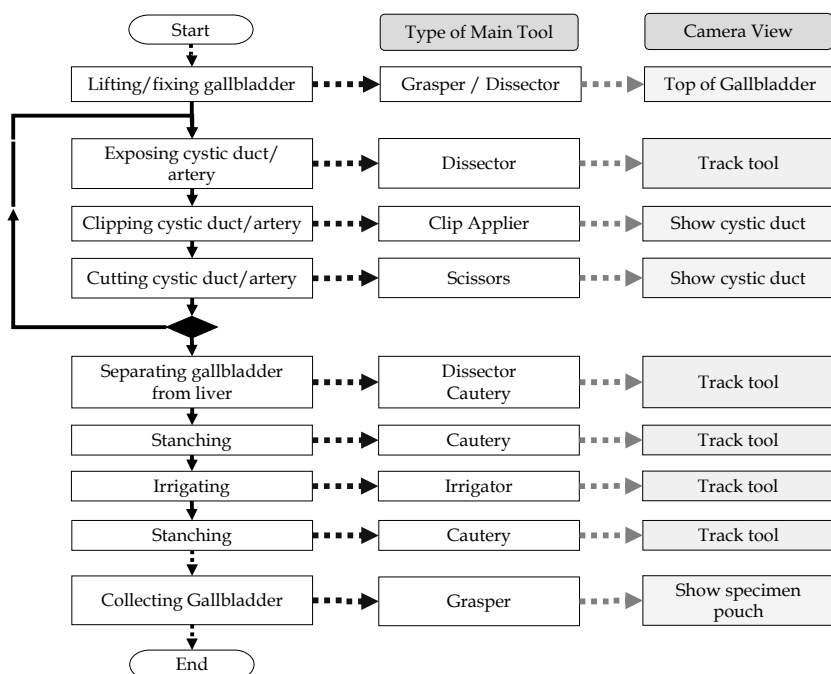 Start
Type of Main Tool
Camera View
Lifting/fixing gallbladder
Grasper / Dissector
Top of Gallbladder
Exposing cystic duct/
artery
Dissector
Track tool
Clipping cystic duct/artery
Clip Applier
Show cystic duct
Cutting cystic duct/artery
Scissors
Show cystic duct
Separating gallbladder
from liver
Dissector
Cautery
Track tool
Stanching
Cautery
Track tool
Irrigating
Irrigator
Track tool
Stanching
Cautery
Track tool
Collecting Gallbladder
Grasper
Show specimen
pouch
End